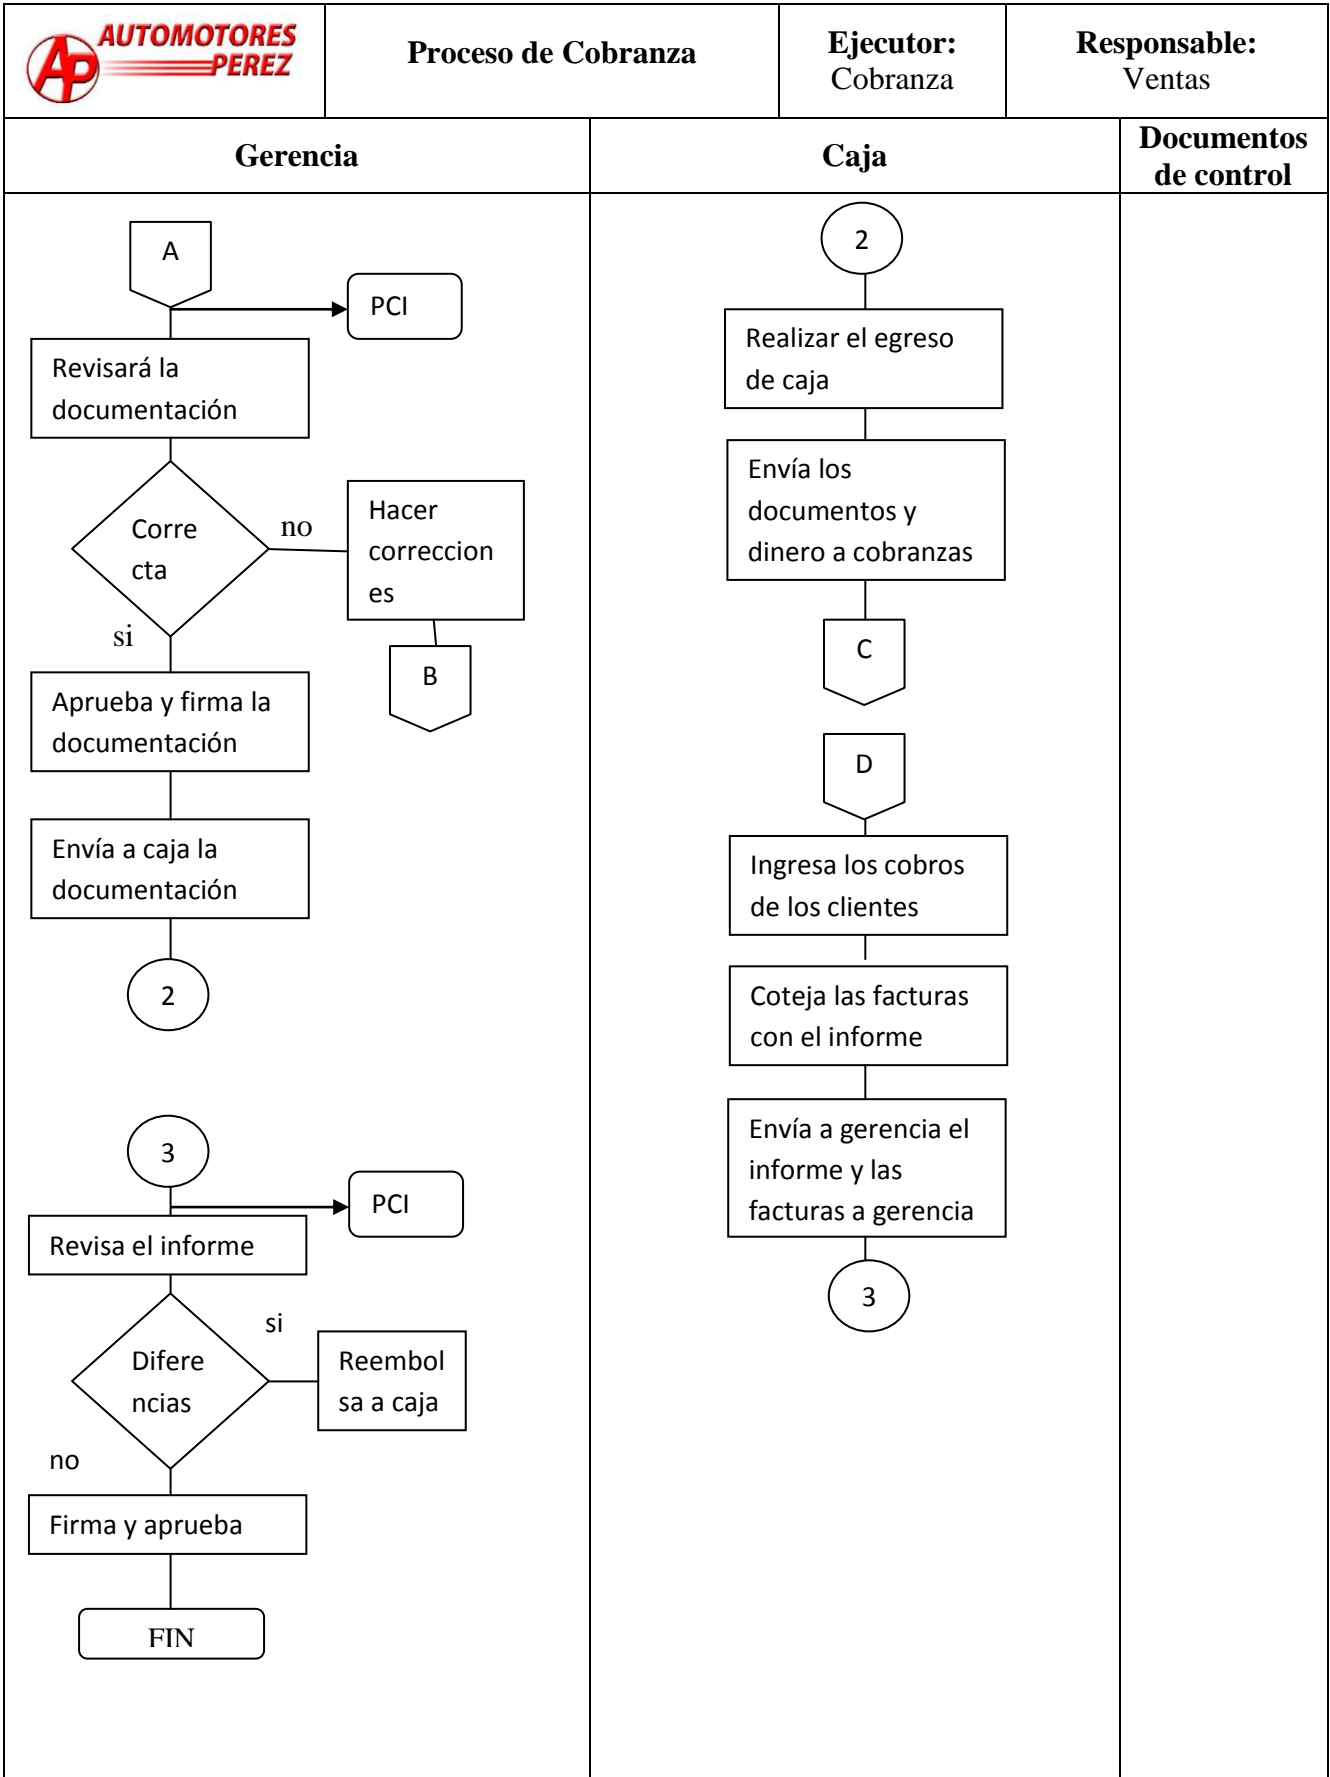 AUTOMOTORES
PEREZ
AP
Proceso de Cobranza
Ejecutor:
Cobranza
Responsable:
Ventas
Gerencia
Caja
Documentos
de control
A
PCI
Revisará la
documentación
Corre
cta
no
Hacer
correccion
es
si
B
Aprueba y firma la
documentación
Envía a caja la
documentación
2
3
PCI
Revisa el informe
si
Difere
ncias
Reembol
sa a caja
no
Firma y aprueba
FIN
2
Realizar el egreso
de caja
Envía los
documentos y
dinero a cobranzas
C
D
Ingresa los cobros
de los clientes
Coteja las facturas
con el informe
Envía a gerencia el
informe y las
facturas a gerencia
3